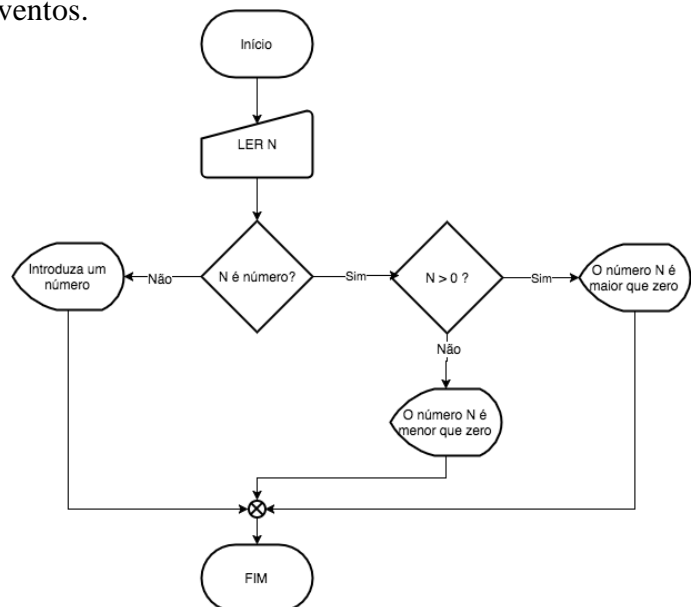 ventos.
Início
LER N
Introduza um
número
Não
N é número?
Sim
N > 0 ?
Sim
O número N é
maior que zero
Não
O número N é
menor que zero
FIM